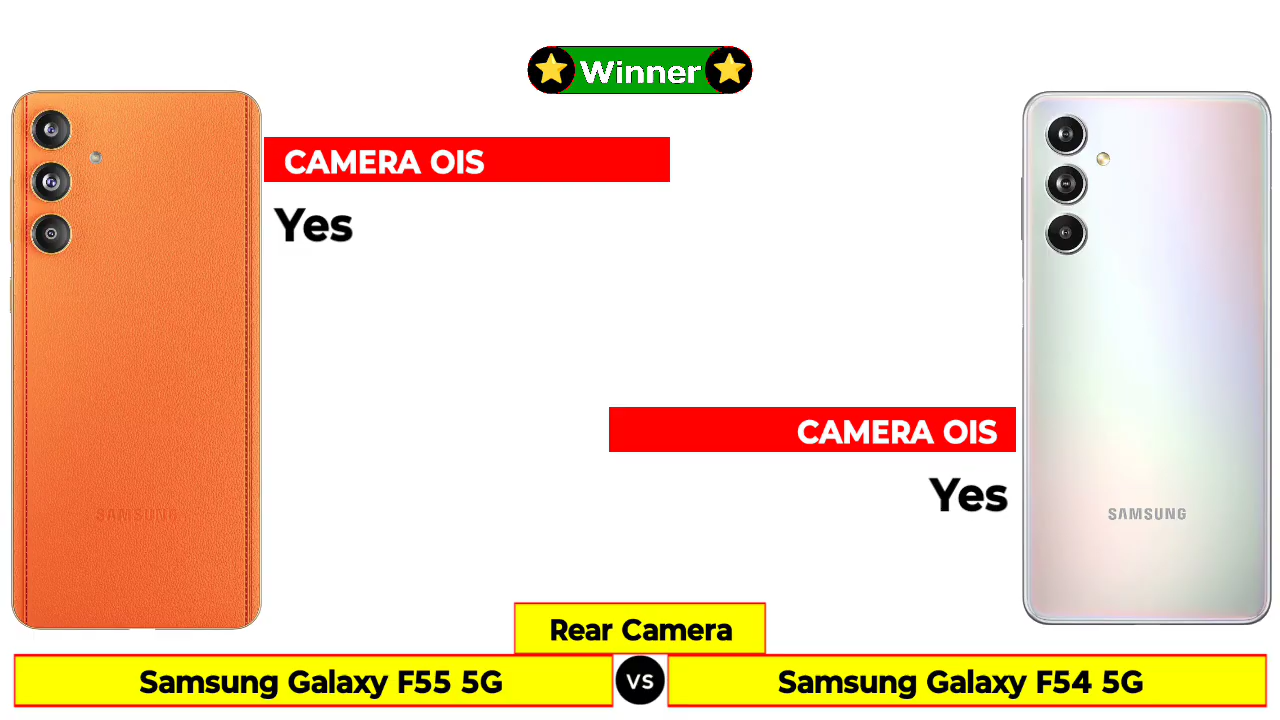 Winner
CAMERA OIS
Yes
CAMERA OIS
Yes
SAMSUNG
SAMSUNG
Rear Camera
Samsung Galaxy F55 5G
VS
Samsung Galaxy F54 5G